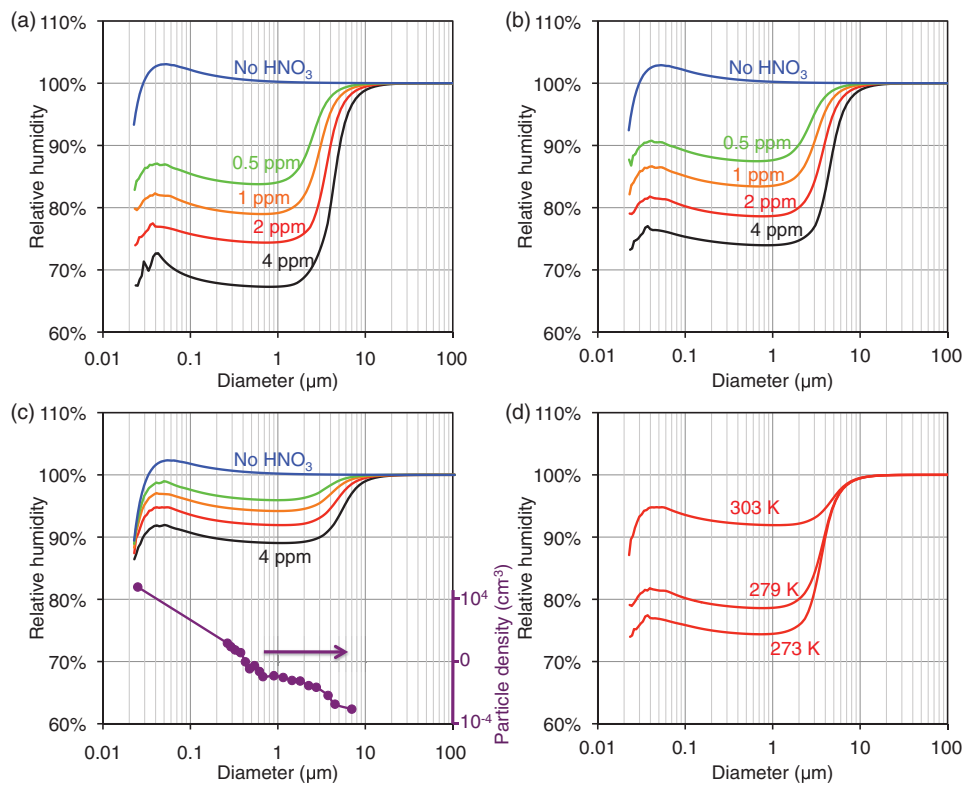 (a)
110%
100%
90%
80%
70%
60%
Relative humidity
No HNO₃
0.5 ppm
1 ppm
2 ppm
4 ppm
0.01
0.1
1
10
100
Diameter (µm)
(b)
110%
100%
90%
80%
70%
60%
Relative humidity
No HNO₃
0.5 ppm
1 ppm
2 ppm
4 ppm
0.01
0.1
1
10
100
Diameter (µm)
(c)
110%
100%
90%
80%
70%
60%
Relative humidity
No HNO₃
4 ppm
10⁴
0
10⁻⁴
Particle density (cm⁻³)
0.01
0.1
1
10
100
Diameter (µm)
(d)
110%
100%
90%
80%
70%
60%
Relative humidity
303 K
279 K
273 K
0.01
0.1
1
10
100
Diameter (µm)